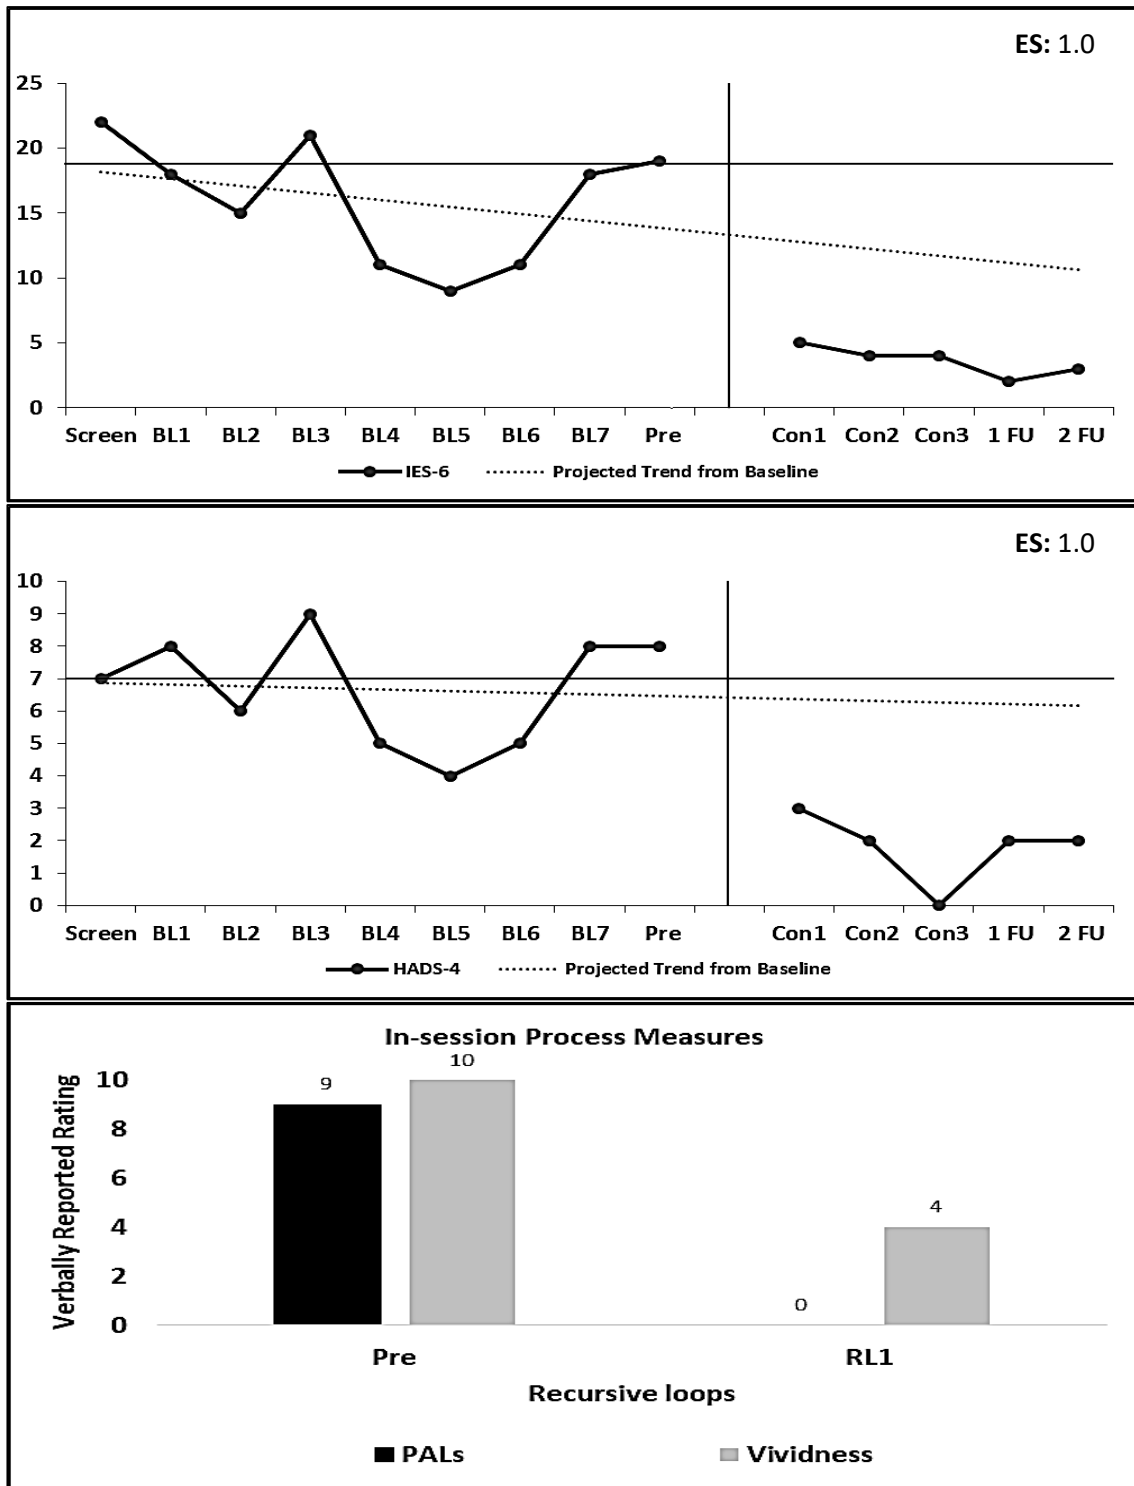 ES: 1.0
25
20
15
10
5
0
Screen BL1 BL2 BL3 BL4 BL5 BL6 BL7 Pre Con1 Con2 Con3 1 FU 2 FU
IES-6 Projected Trend from Baseline
ES: 1.0
10
9
8
7
6
5
4
3
2
1
0
Screen BL1 BL2 BL3 BL4 BL5 BL6 BL7 Pre Con1 Con2 Con3 1 FU 2 FU
HADS-4 Projected Trend from Baseline
In-session Process Measures
Verbally Reported Rating
10
8
6
4
2
0
9
10
0
4
Pre RL1
Recursive loops
PALs Vividness